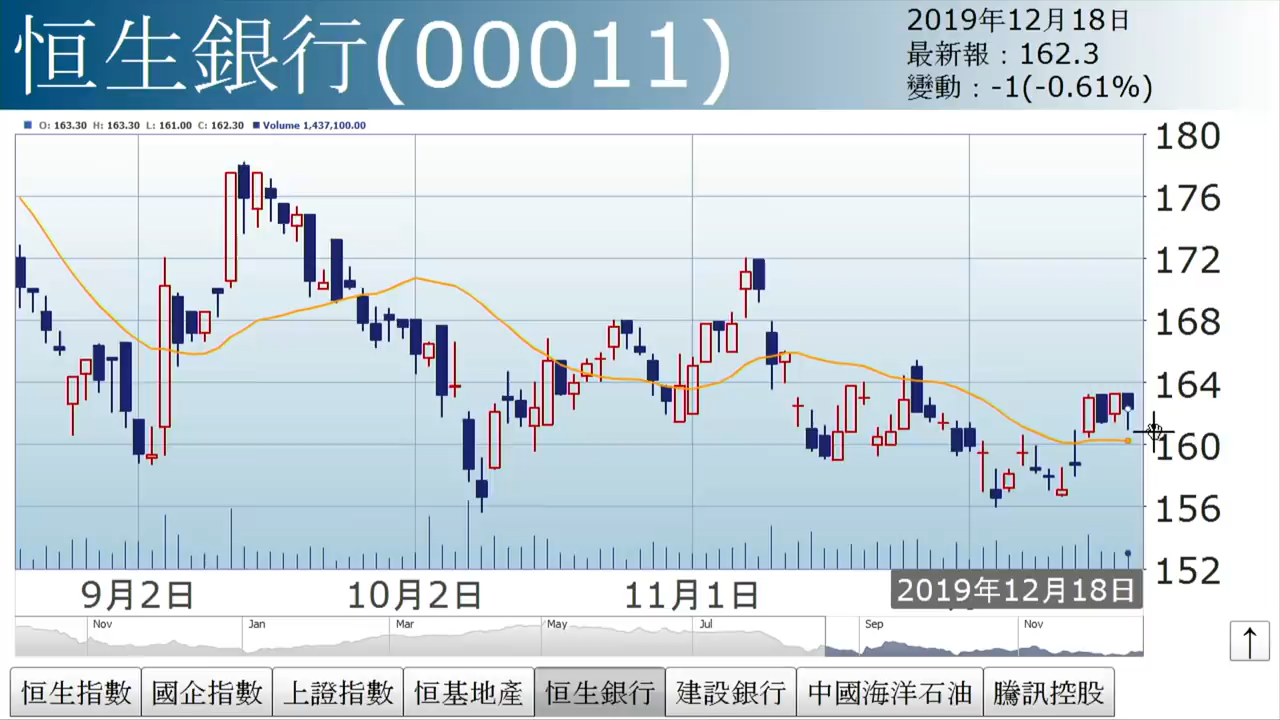 恒生銀行(00011)
2019年12月18日
最新報：162.3
變動：-1(-0.61%)
O: 163.30 H: 163.30 L: 161.00 C: 162.30 Volume 1,437,100.00
180
176
172
168
164
160
156
152
9月2日 10月2日 11月1日 2019年12月18日
Nov Jan Mar May Jul Sep Nov
↑
恒生指數 國企指數 上證指數 恒基地產 恒生銀行 建設銀行 中國海洋石油 騰訊控股